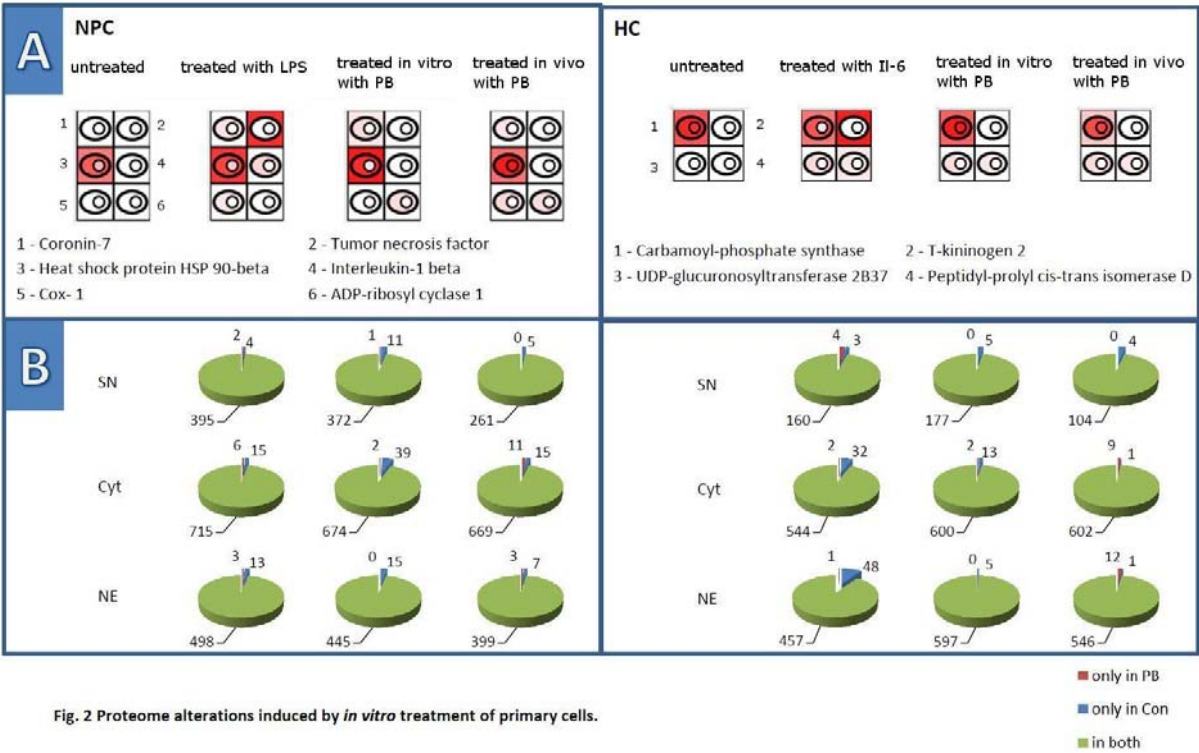 A
NPC
untreated
treated with LPS
treated in vitro
with PB
treated in vivo
with PB
1
2
3
4
5
6
1 - Coronin-7
2 - Tumor necrosis factor
3 - Heat shock protein HSP 90-beta
4 - Interleukin-1 beta
5 - Cox- 1
6 - ADP-ribosyl cyclase 1
HC
untreated
treated with Il-6
treated in vitro
with PB
treated in vivo
with PB
1
2
3
4
1 - Carbamoyl-phosphate synthase
2 - T-kininogen 2
3 - UDP-glucuronosyltransferase 2B37
4 - Peptidyl-prolyl cis-trans isomerase D
B
SN
2 4
395
1 11
372
0 5
261
Cyt
6 15
715
2 39
674
11 15
669
NE
3 13
498
0 15
445
3 7
399
SN
4 3
160
0 5
177
0 4
104
Cyt
2 32
544
2 13
600
9 1
602
NE
1 48
457
0 5
597
12 1
546
only in PB
only in Con
in both
Fig. 2 Proteome alterations induced by in vitro treatment of primary cells.